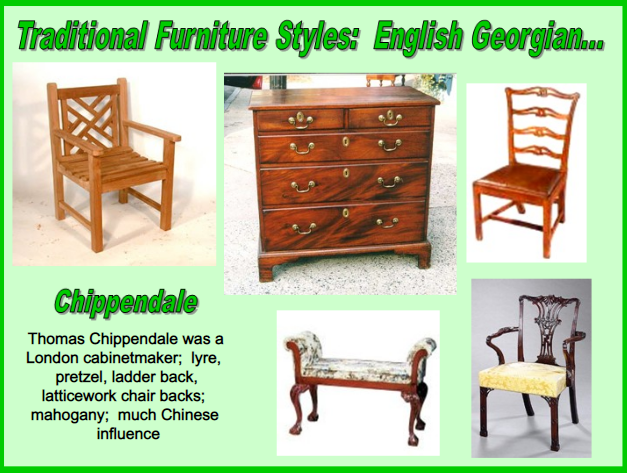 Traditional Furniture Styles:  English Georgian...
Chippendale
Thomas Chippendale was a
London cabinetmaker;  lyre,
pretzel, ladder back,
latticework chair backs;
mahogany;  much Chinese
influence